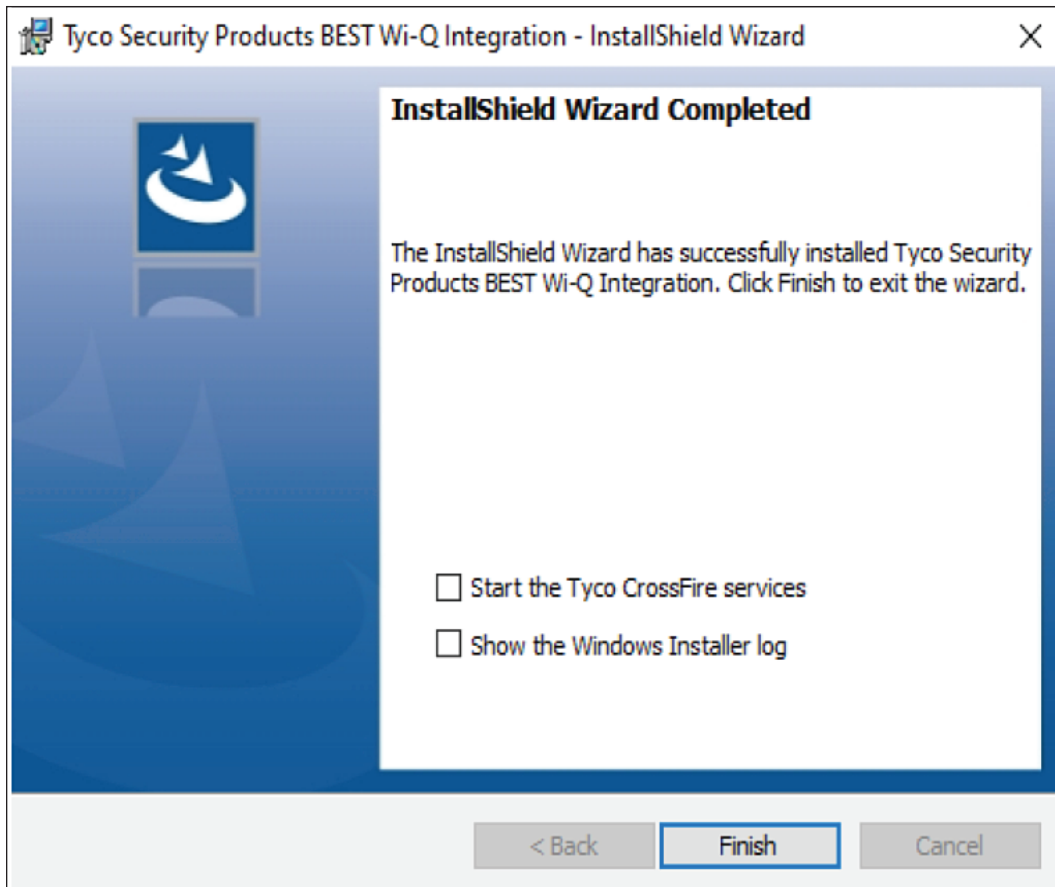 Tyco Security Products BEST Wi-Q Integration - InstallShield Wizard
InstallShield Wizard Completed
The InstallShield Wizard has successfully installed Tyco Security
Products BEST Wi-Q Integration. Click Finish to exit the wizard.
Start the Tyco CrossFire services
Show the Windows Installer log
< Back
Finish
Cancel